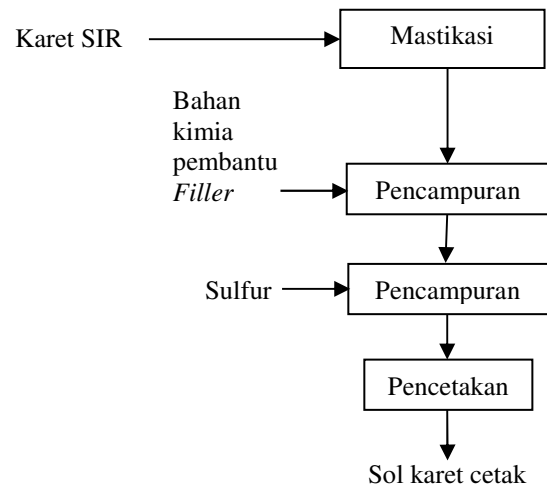 Karet SIR
Mastikasi
Bahan
kimia
pembantu
Filler
Pencampuran
Sulfur
Pencampuran
Pencetakan
Sol karet cetak